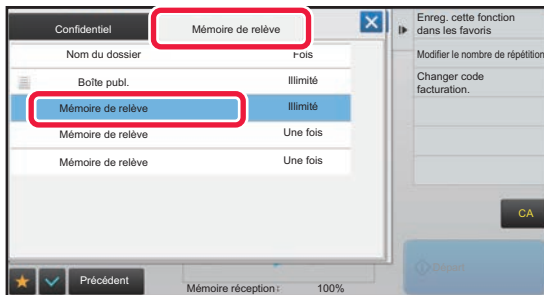 Confidentiel
Mémoire de relève
Nom du dossier Fois
Boîte publ. Illimité
Mémoire de relève Illimité
Mémoire de relève Une fois
Mémoire de relève Une fois
Précédent
Mémoire réception: 100%
Enreg. cette fonction
dans les favoris
Modifier le nombre de répétition
Changer code
facturation.
CA
Départ